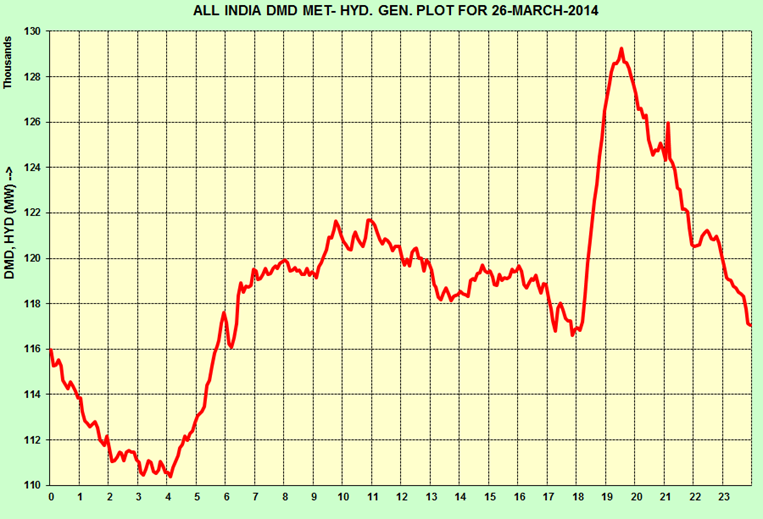 ALL INDIA DMD MET- HYD. GEN. PLOT FOR 26-MARCH-2014
Thousands
DMD, HYD (MW) -->
130
128
126
124
122
120
118
116
114
112
110
0 1 2 3 4 5 6 7 8 9 10 11 12 13 14 15 16 17 18 19 20 21 22 23